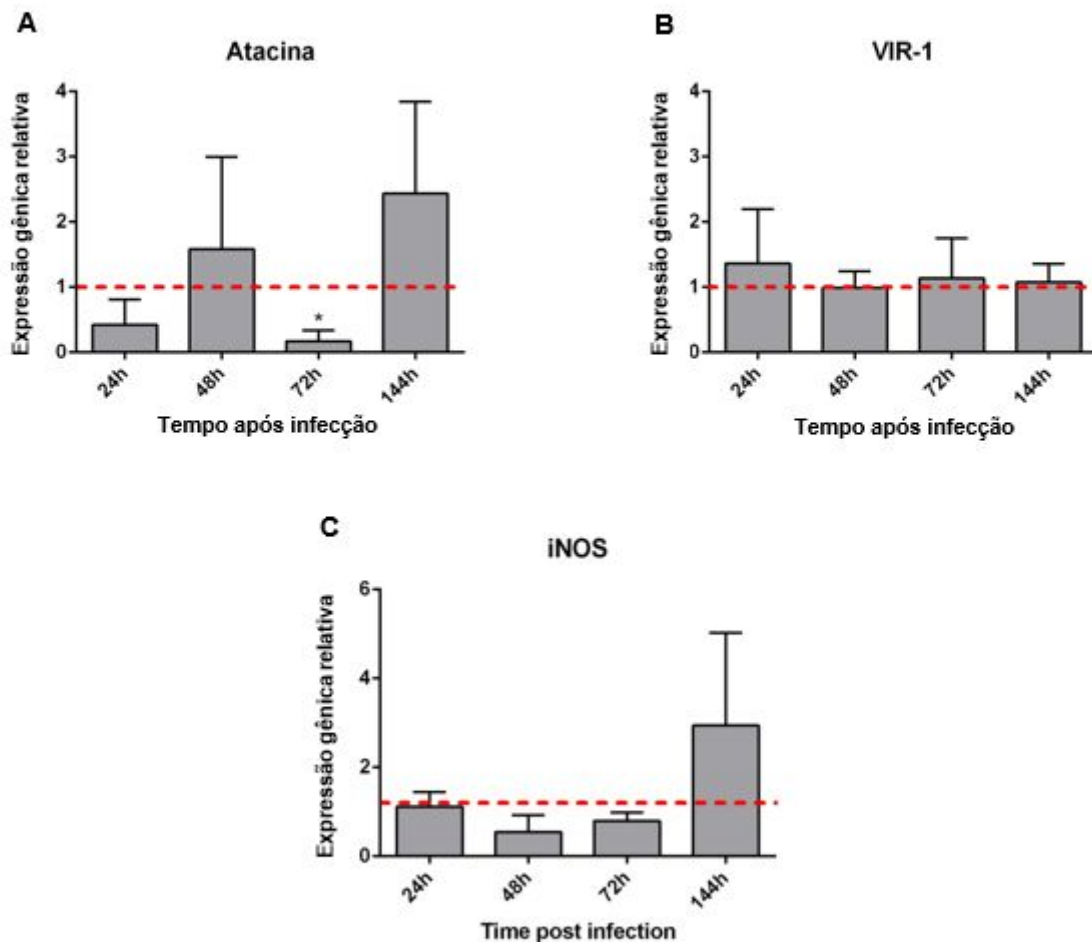 A
Atacina
Expressão gênica relativa
4
3
2
1
0
*
24h
48h
72h
144h
Tempo após infecção
B
VIR-1
Expressão gênica relativa
4
3
2
1
0
24h
48h
72h
144h
Tempo após infecção
C
iNOS
Expressão gênica relativa
6
4
2
0
24h
48h
72h
144h
Time post infection